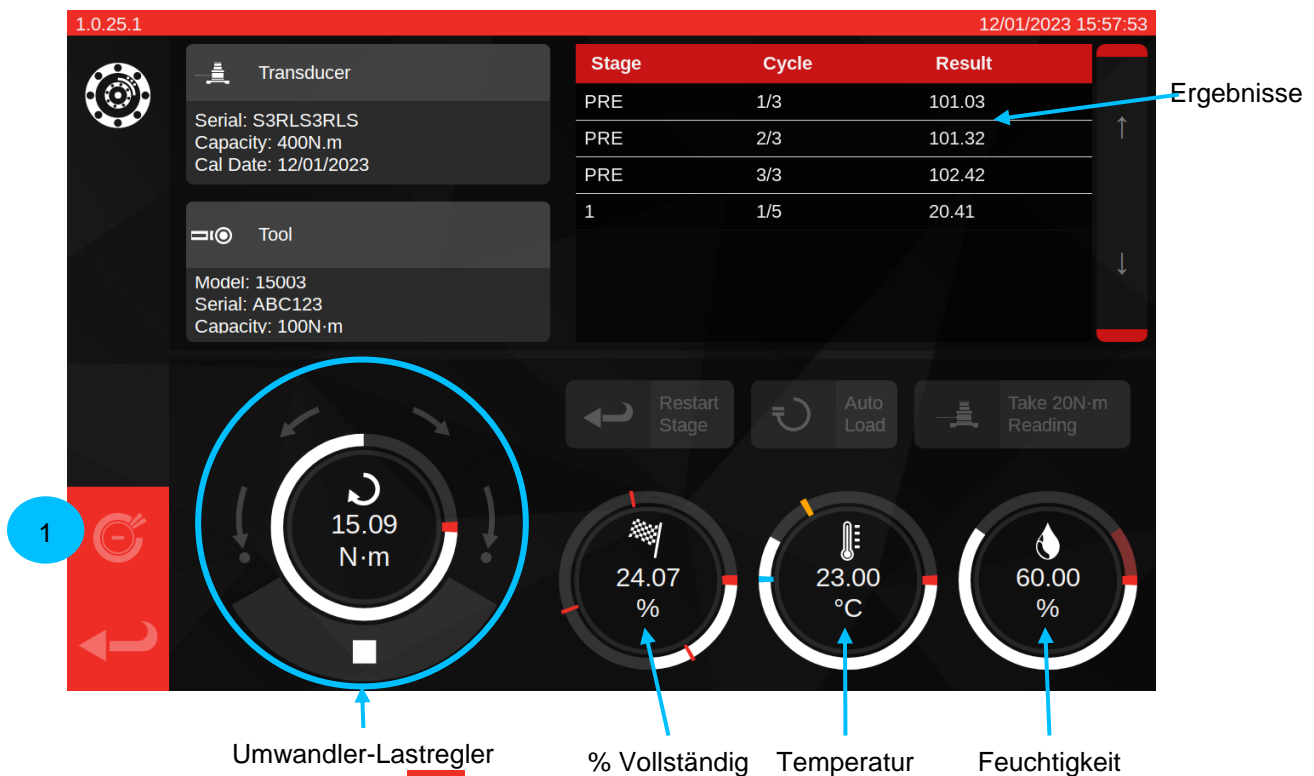 1.0.25.1 12/01/2023 15:57:53
Transducer
Serial: S3RLS3RLS
Capacity: 400N.m
Cal Date: 12/01/2023
Tool
Model: 15003
Serial: ABC123
Capacity: 100N·m
Stage Cycle Result
PRE 1/3 101.03
PRE 2/3 101.32
PRE 3/3 102.42
1 1/5 20.41
Ergebnisse
Restart
Stage
Auto
Load
Take 20N·m
Reading
1
15.09
N·m
24.07
%
23.00
°C
60.00
%
Umwandler-Lastregler
% Vollständig
Temperatur
Feuchtigkeit